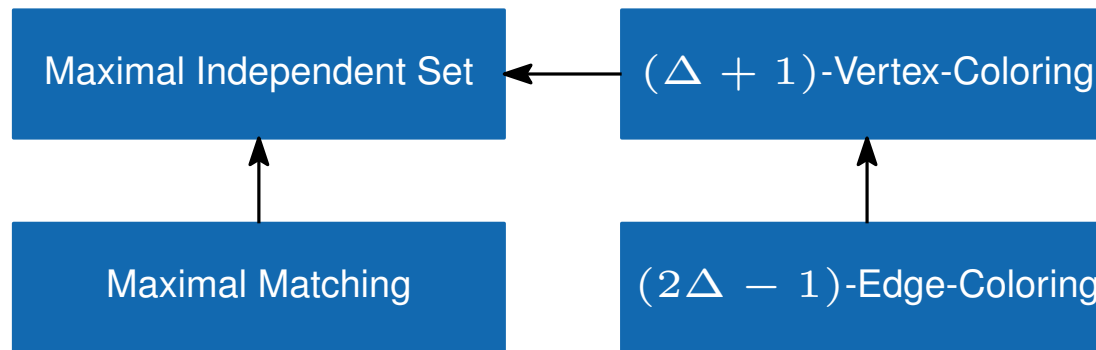 Maximal Independent Set
(Δ + 1)-Vertex-Coloring
Maximal Matching
(2Δ − 1)-Edge-Coloring